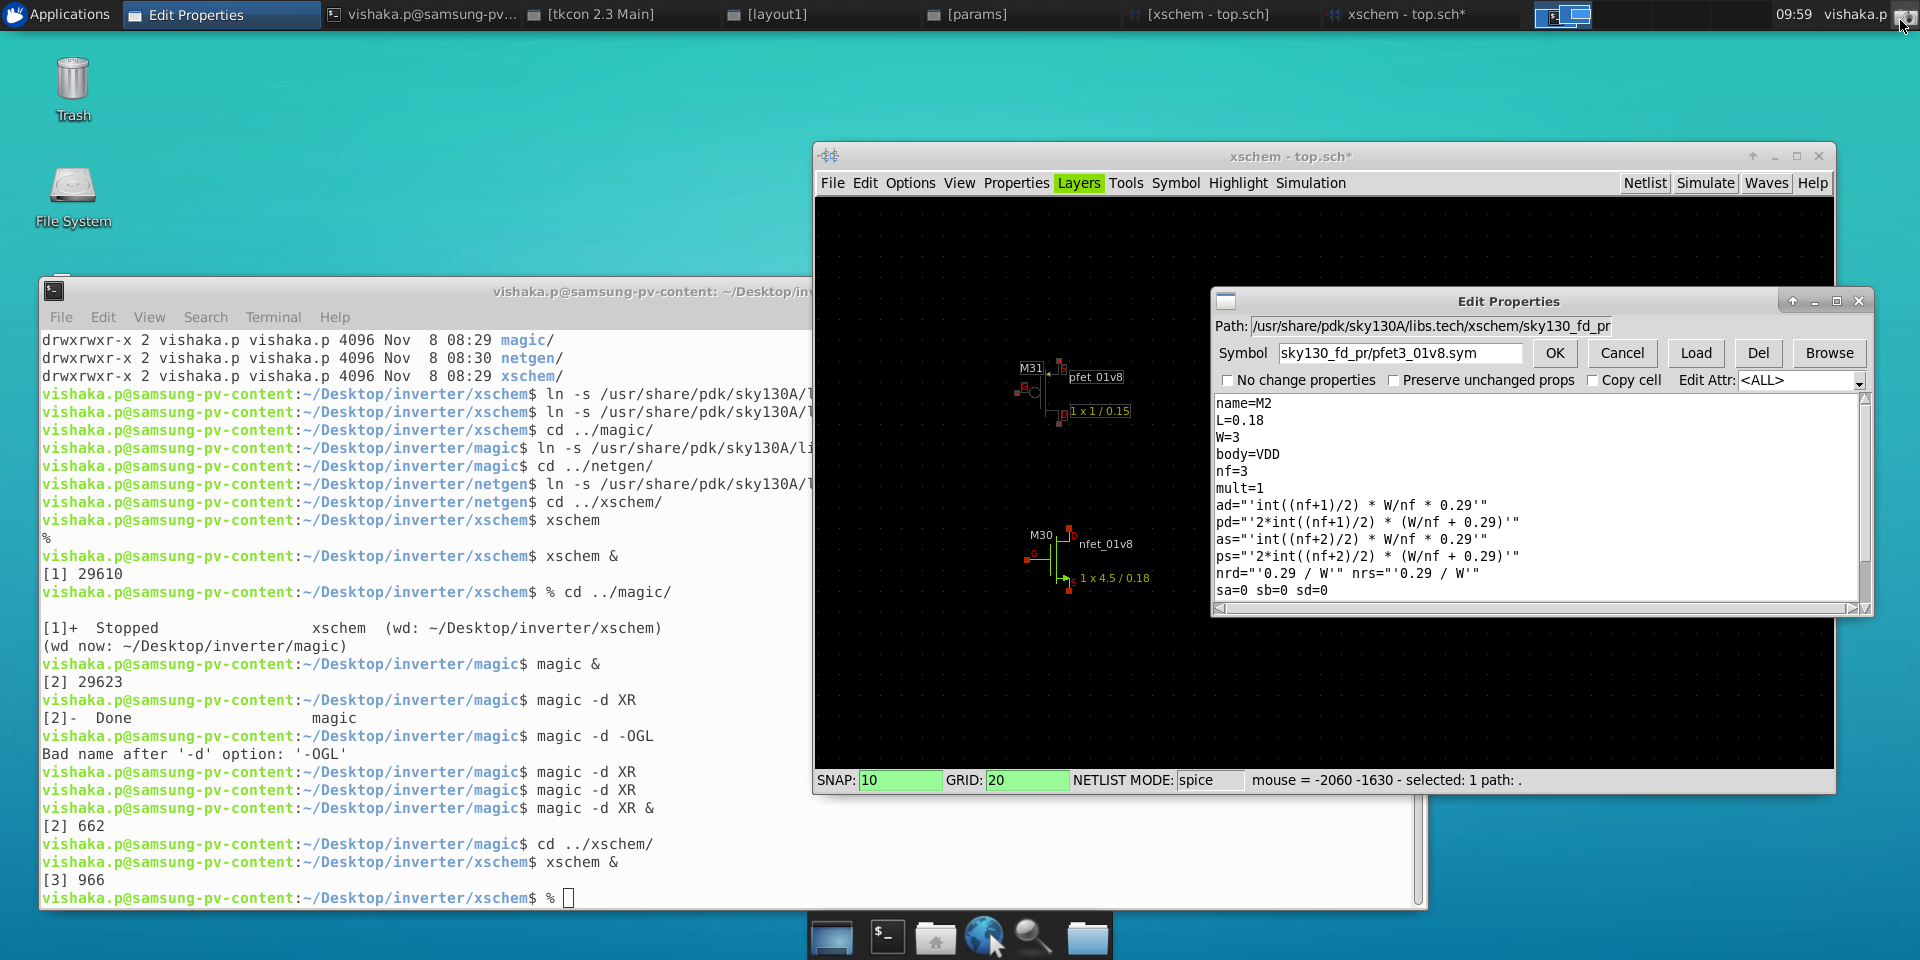 Applications
Edit Properties
vishaka.p@samsung-pv...
[tkcon 2.3 Main]
[layout1]
[params]
[xschem - top.sch]
xschem - top.sch*
09:59
vishaka.p
Trash
File System
vishaka.p@samsung-pv-content: ~/Desktop/inv
File Edit View Search Terminal Help
drwxrwxr-x 2 vishaka.p vishaka.p 4096 Nov  8 08:29 magic/
drwxrwxr-x 2 vishaka.p vishaka.p 4096 Nov  8 08:30 netgen/
drwxrwxr-x 2 vishaka.p vishaka.p 4096 Nov  8 08:29 xschem/
vishaka.p@samsung-pv-content:~/Desktop/inverter/xschem$ ln -s /usr/share/pdk/sky130A/l
vishaka.p@samsung-pv-content:~/Desktop/inverter/xschem$ ln -s /usr/share/pdk/sky130A/l
vishaka.p@samsung-pv-content:~/Desktop/inverter/xschem$ cd ../magic/
vishaka.p@samsung-pv-content:~/Desktop/inverter/magic$ ln -s /usr/share/pdk/sky130A/li
vishaka.p@samsung-pv-content:~/Desktop/inverter/magic$ cd ../netgen/
vishaka.p@samsung-pv-content:~/Desktop/inverter/netgen$ ln -s /usr/share/pdk/sky130A/l
vishaka.p@samsung-pv-content:~/Desktop/inverter/netgen$ cd ../xschem/
vishaka.p@samsung-pv-content:~/Desktop/inverter/xschem$ xschem
%
vishaka.p@samsung-pv-content:~/Desktop/inverter/xschem$ xschem &
[1] 29610
vishaka.p@samsung-pv-content:~/Desktop/inverter/xschem$ % cd ../magic/
[1]+  Stopped                 xschem  (wd: ~/Desktop/inverter/xschem)
(wd now: ~/Desktop/inverter/magic)
vishaka.p@samsung-pv-content:~/Desktop/inverter/magic$ magic &
[2] 29623
vishaka.p@samsung-pv-content:~/Desktop/inverter/magic$ magic -d XR
[2]-  Done                    magic
vishaka.p@samsung-pv-content:~/Desktop/inverter/magic$ magic -d -OGL
Bad name after '-d' option: '-OGL'
vishaka.p@samsung-pv-content:~/Desktop/inverter/magic$ magic -d XR
vishaka.p@samsung-pv-content:~/Desktop/inverter/magic$ magic -d XR
vishaka.p@samsung-pv-content:~/Desktop/inverter/magic$ magic -d XR &
[2] 662
vishaka.p@samsung-pv-content:~/Desktop/inverter/magic$ cd ../xschem/
vishaka.p@samsung-pv-content:~/Desktop/inverter/xschem$ xschem &
[3] 966
vishaka.p@samsung-pv-content:~/Desktop/inverter/xschem$ %
xschem - top.sch*
File Edit Options View Properties Layers Tools Symbol Highlight Simulation Netlist Simulate Waves Help
M31
S
pfet_01v8
G
D
1 x 1 / 0.15
M30
D
nfet_01v8
G
S
1 x 4.5 / 0.18
SNAP: 10 GRID: 20 NETLIST MODE: spice mouse = -2060 -1630 - selected: 1 path: .
Edit Properties
Path: /usr/share/pdk/sky130A/libs.tech/xschem/sky130_fd_pr
Symbol sky130_fd_pr/pfet3_01v8.sym OK Cancel Load Del Browse
No change properties Preserve unchanged props Copy cell Edit Attr: <ALL>
name=M2
L=0.18
W=3
body=VDD
nf=3
mult=1
ad="'int((nf+1)/2) * W/nf * 0.29'"
pd="'2*int((nf+1)/2) * (W/nf + 0.29)'"
as="'int((nf+2)/2) * W/nf * 0.29'"
ps="'2*int((nf+2)/2) * (W/nf + 0.29)'"
nrd="'0.29 / W'" nrs="'0.29 / W'"
sa=0 sb=0 sd=0